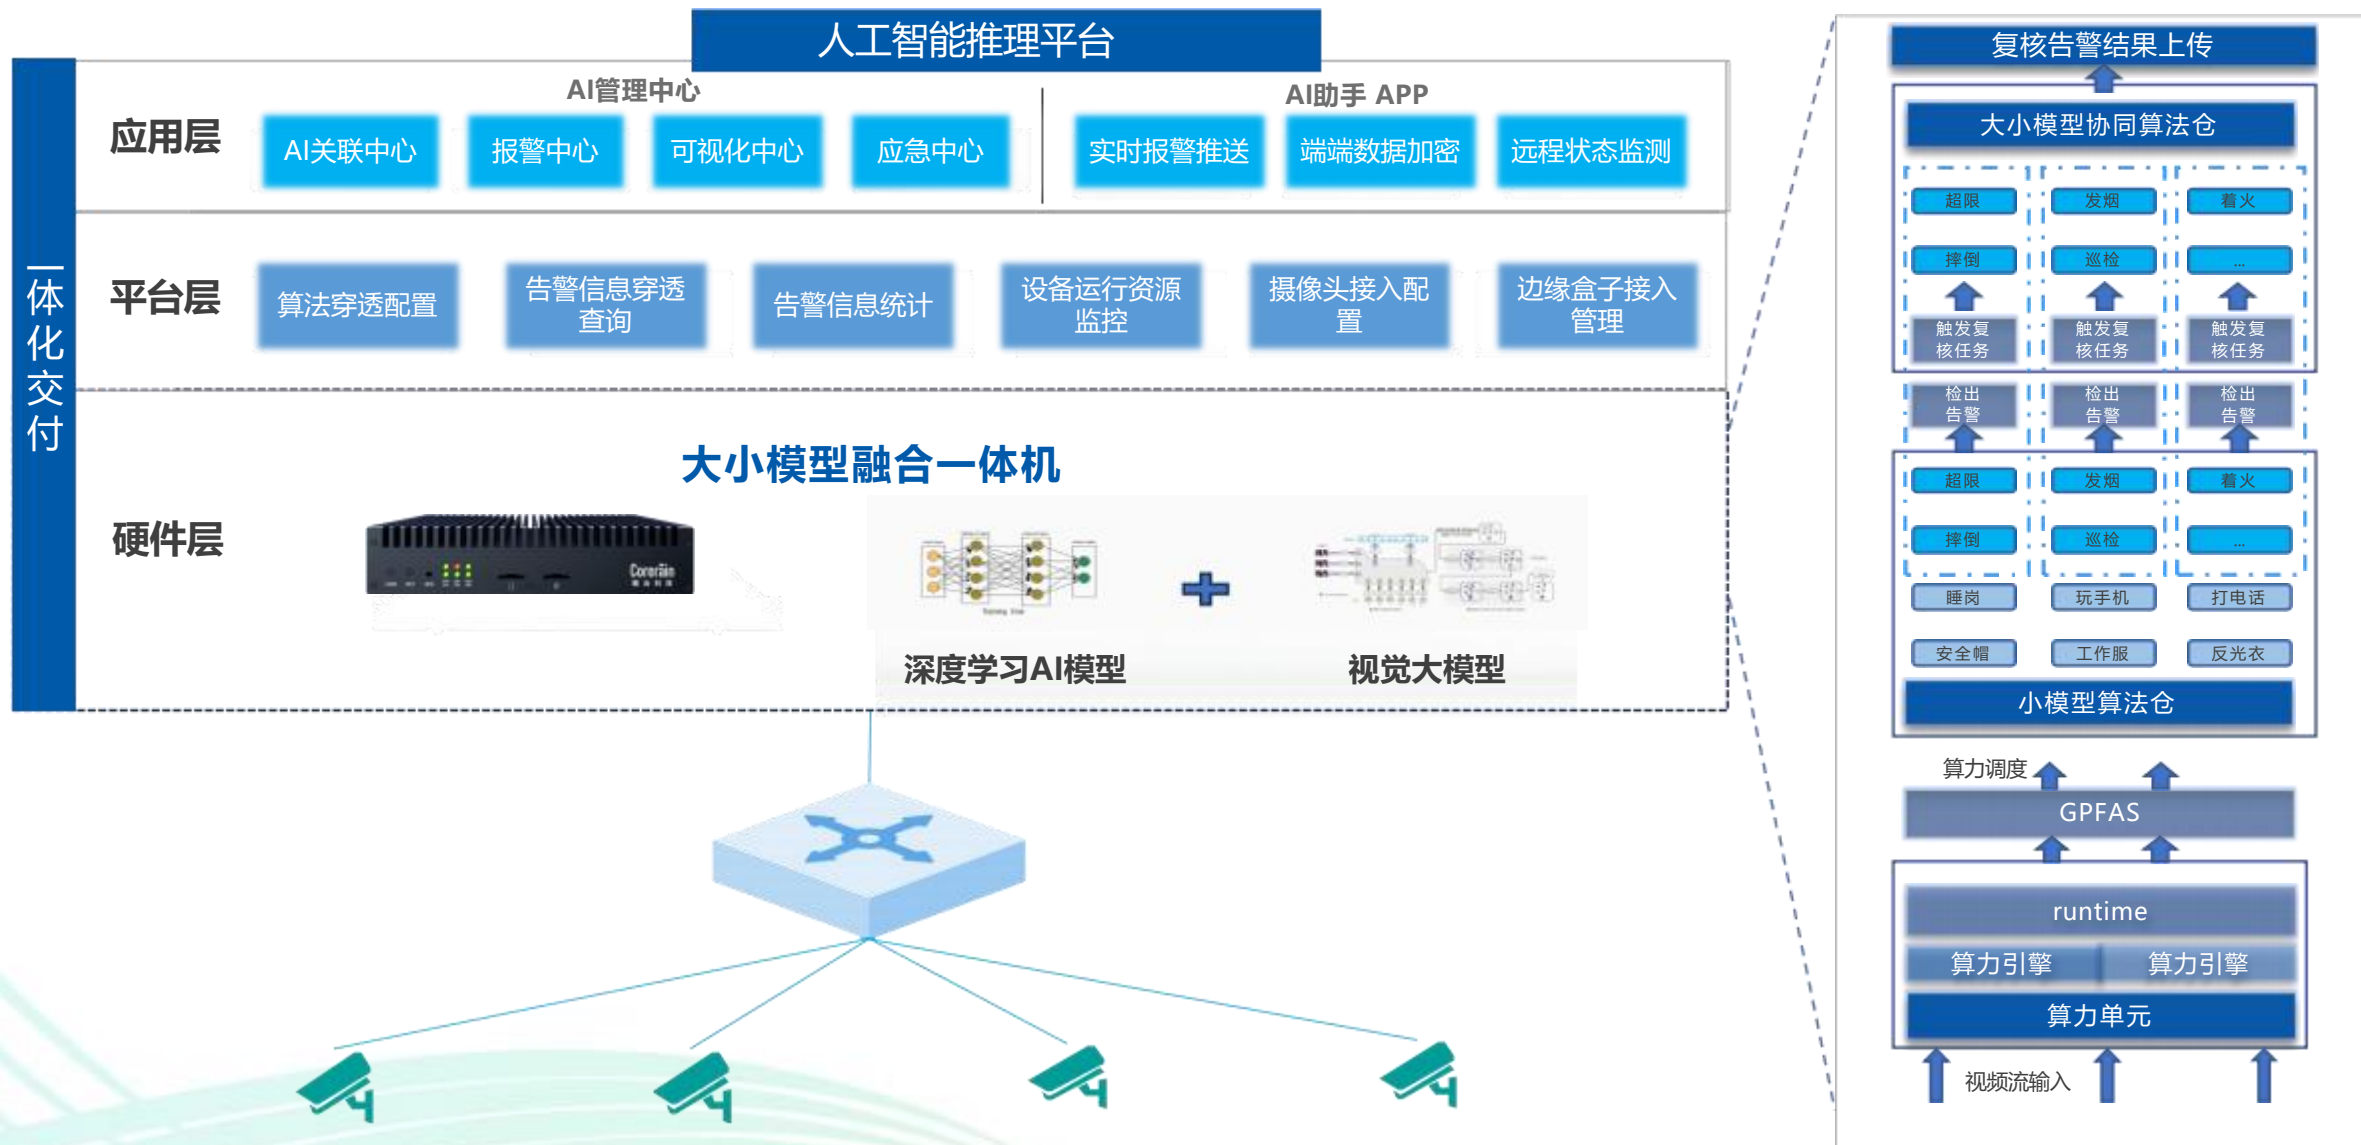 人工智能推理平台
一体化交付
应用层
AI管理中心
AI关联中心
报警中心
可视化中心
应急中心
AI助手 APP
实时报警推送
端端数据加密
远程状态监测
平台层
算法穿透配置
告警信息穿透
查询
告警信息统计
设备运行资源
监控
摄像头接入配
置
边缘盒子接入
管理
硬件层
大小模型融合一体机
Corerain
深度学习AI模型
视觉大模型
复核告警结果上传
大小模型协同算法仓
超限
发烟
着火
摔倒
巡检
...
触发复
核任务
触发复
核任务
触发复
核任务
检出
告警
检出
告警
检出
告警
超限
发烟
着火
摔倒
巡检
...
睡岗
玩手机
打电话
安全帽
工作服
反光衣
小模型算法仓
算力调度
GPFAS
runtime
算力引擎
算力引擎
算力单元
视频流输入